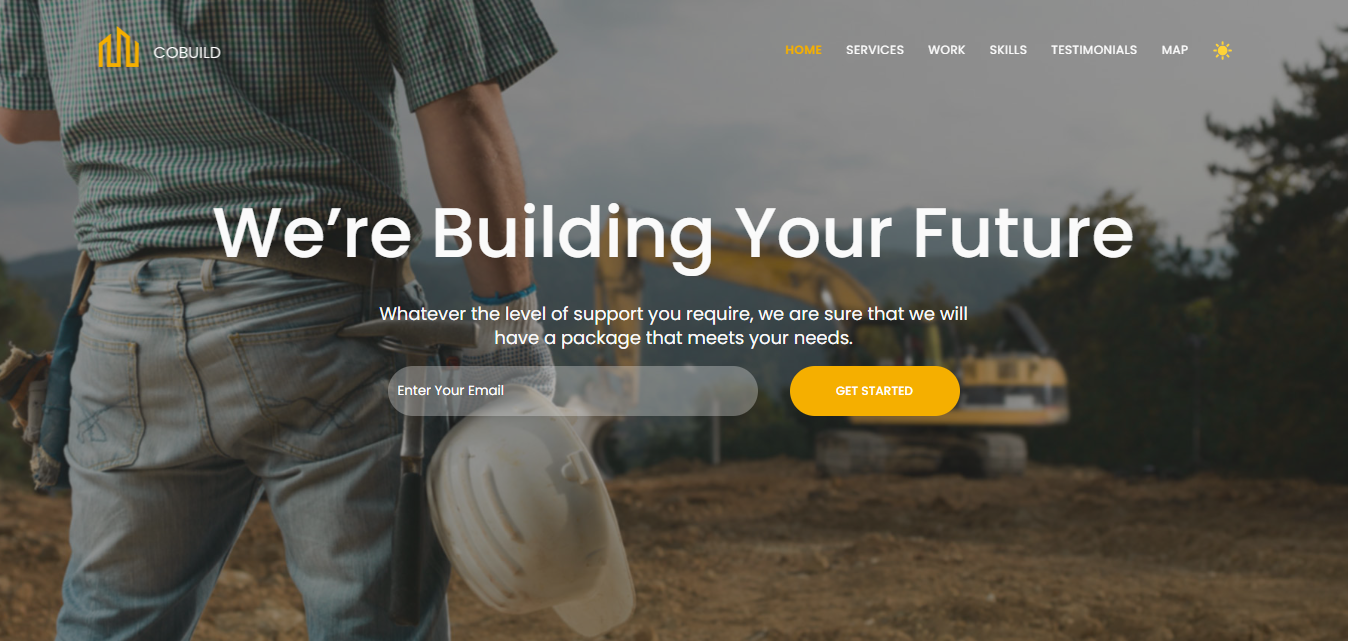 COBUILD
HOME SERVICES WORK SKILLS TESTIMONIALS MAP
We’re Building Your Future
Whatever the level of support you require, we are sure that we will
have a package that meets your needs.
Enter Your Email
GET STARTED